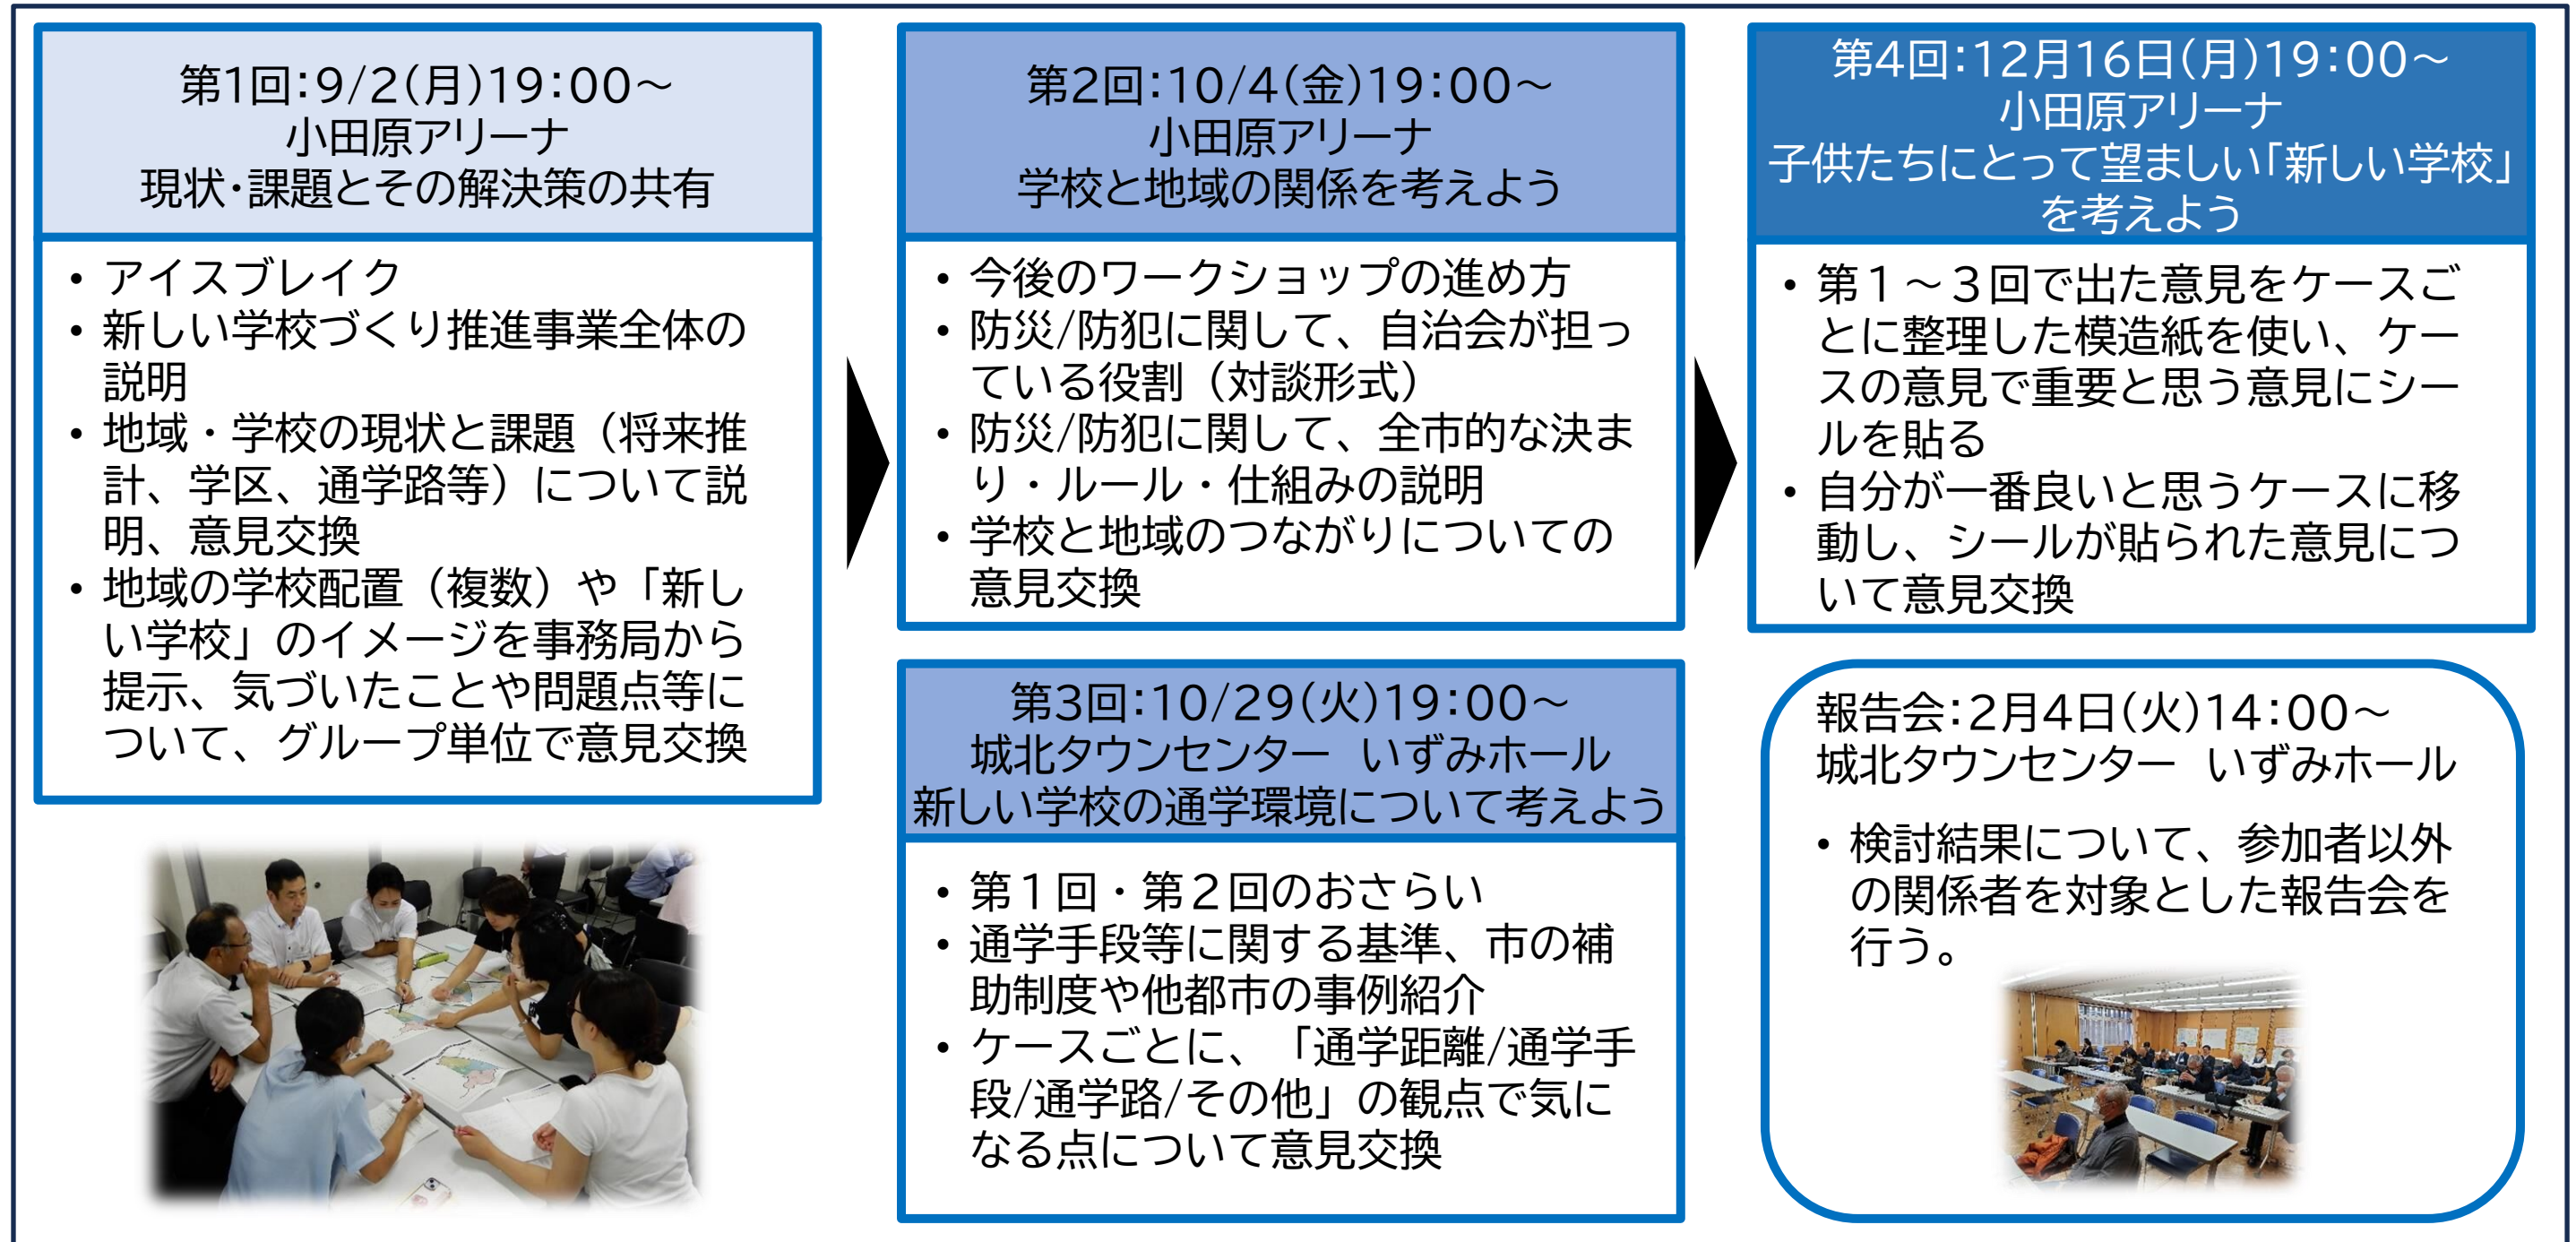 第1回:9/2(月)19:00～
小田原アリーナ
現状・課題とその解決策の共有
・アイスブレイク
・新しい学校づくり推進事業全体の
説明
・地域・学校の現状と課題（将来推
計、学区、通学路等）について説
明、意見交換
・地域の学校配置（複数）や「新し
い学校」のイメージを事務局から
提示、気づいたことや問題点等に
ついて、グループ単位で意見交換
第2回:10/4(金)19:00～
小田原アリーナ
学校と地域の関係を考えよう
・今後のワークショップの進め方
・防災/防犯に関して、自治会が担っ
ている役割（対談形式）
・防災/防犯に関して、全市的な決ま
り・ルール・仕組みの説明
・学校と地域のつながりについての
意見交換
第3回:10/29(火)19:00～
城北タウンセンター　いずみホール
新しい学校の通学環境について考えよう
・第１回・第２回のおさらい
・通学手段等に関する基準、市の補
助制度や他都市の事例紹介
・ケースごとに、「通学距離/通学手
段/通学路/その他」の観点で気に
なる点について意見交換
第4回:12月16日(月)19:00～
小田原アリーナ
子供たちにとって望ましい「新しい学校」
を考えよう
・第１～３回で出た意見をケースご
とに整理した模造紙を使い、ケー
スの意見で重要と思う意見にシー
ルを貼る
・自分が一番良いと思うケースに移
動し、シールが貼られた意見につ
いて意見交換
報告会:2月4日(火)14:00～
城北タウンセンター　いずみホール
・検討結果について、参加者以外
の関係者を対象とした報告会を
行う。